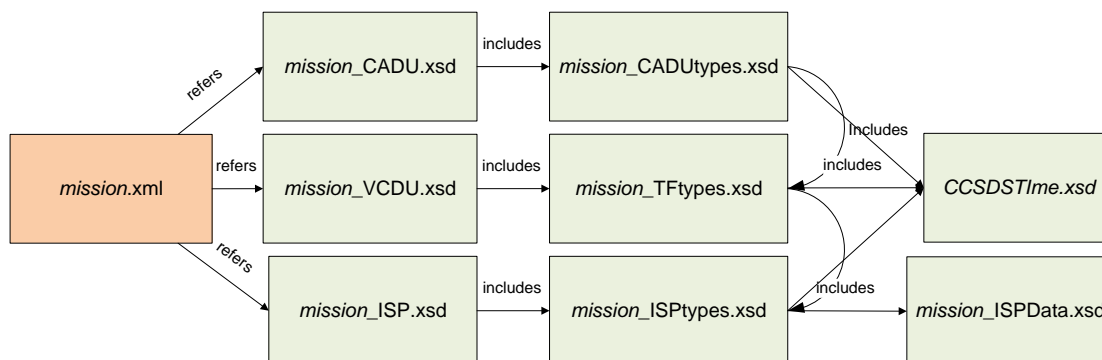 mission_CADU.xsd
includes
mission_CADUtypes.xsd
refers
Includes
mission.xml
refers
mission_VCDU.xsd
includes
mission_TFtypes.xsd
includes
CCSDSTIme.xsd
refers
mission_ISP.xsd
includes
mission_ISPtypes.xsd
includes
mission_ISPData.xsd